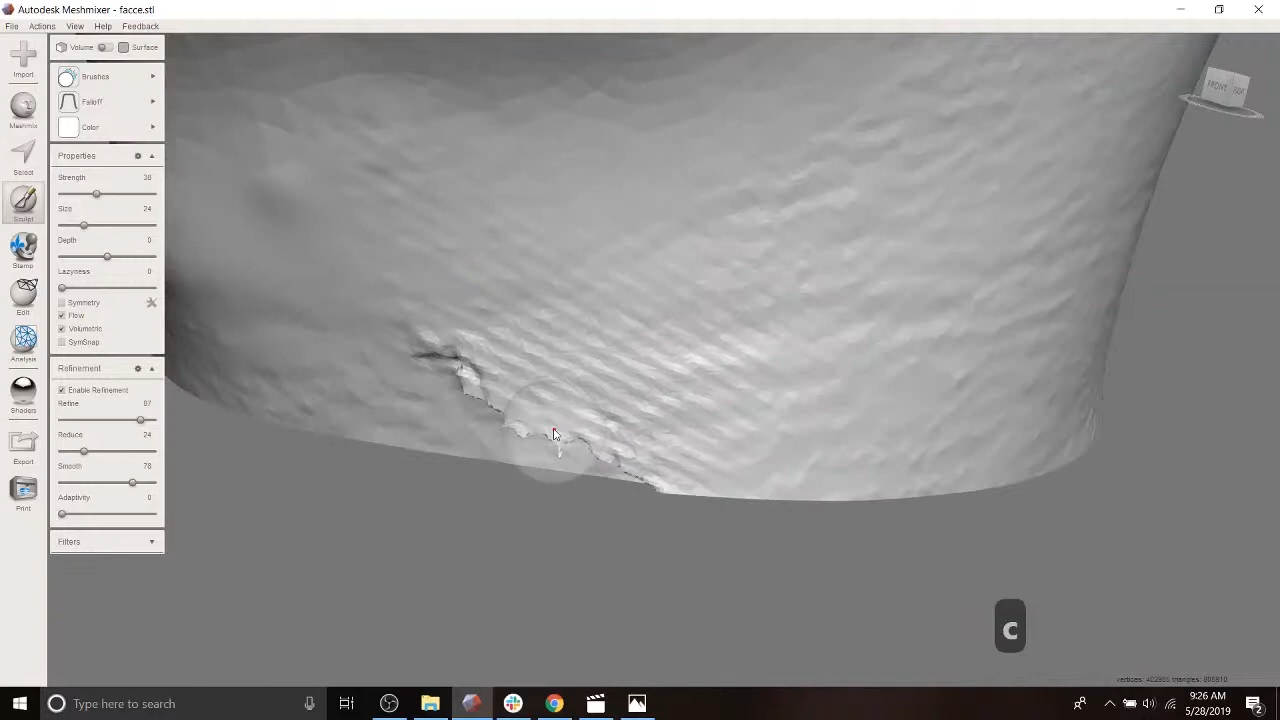 Autodesk Meshmixer - facce.stl
File Actions View Help Feedback
Import
Meshmix
Select
Sculpt
Stamp
Edit
Analysis
Shaders
Export
Print
Volume Surface
Brushes
Falloff
Color
Properties
Strength 38
Size 24
Depth 0
Lazyness 0
Symmetry
Flow
Volumetric
SymSnap
Refinement
Enable Refinement
Refine 87
Reduce 24
Smooth 78
Adaptivity 0
Filters
FRONT
C
Type here to search
9:26 AM
5/28/2019
2